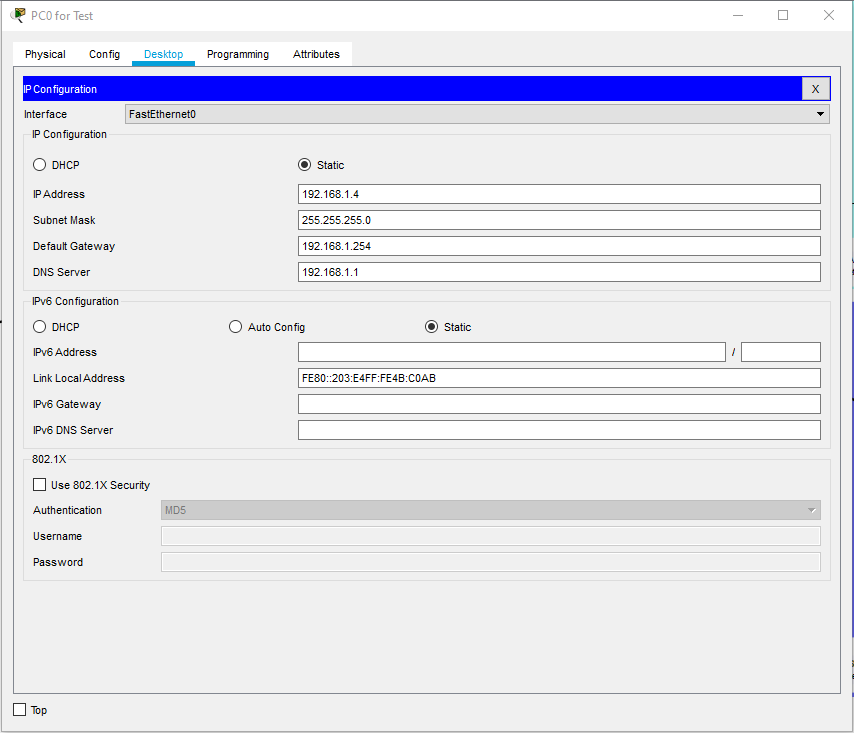 PC0 for Test
Physical Config Desktop Programming Attributes
IP Configuration X
Interface FastEthernet0
IP Configuration
DHCP Static
IP Address 192.168.1.4
Subnet Mask 255.255.255.0
Default Gateway 192.168.1.254
DNS Server 192.168.1.1
IPv6 Configuration
DHCP Auto Config Static
IPv6 Address /
Link Local Address FE80::203:E4FF:FE4B:C0AB
IPv6 Gateway
IPv6 DNS Server
802.1X
Use 802.1X Security
Authentication MD5
Username
Password
Top